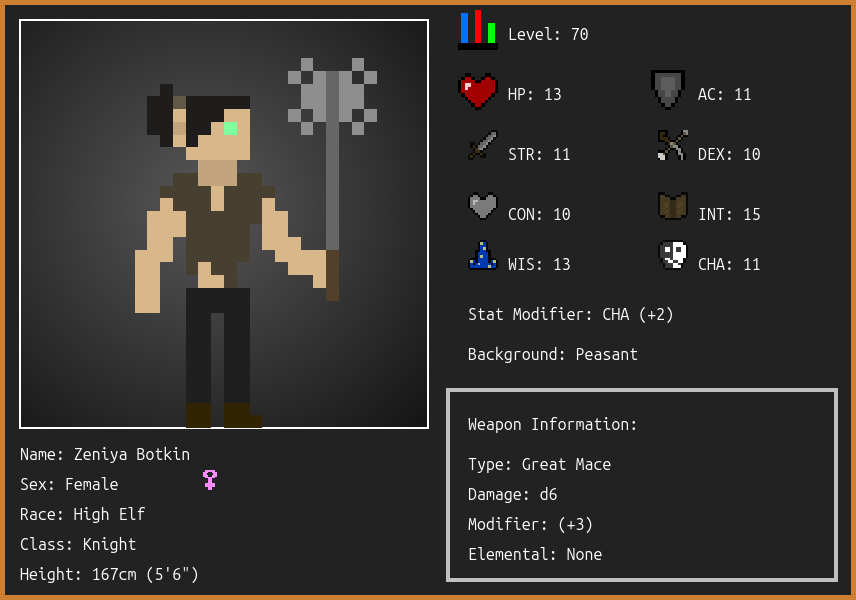 Level: 70
HP: 13
AC: 11
STR: 11
DEX: 10
CON: 10
INT: 15
WIS: 13
CHA: 11
Stat Modifier: CHA (+2)
Background: Peasant
Weapon Information:
Type: Great Mace
Damage: d6
Modifier: (+3)
Elemental: None
Name: Zeniya Botkin
Sex: Female
Race: High Elf
Class: Knight
Height: 167cm (5'6")